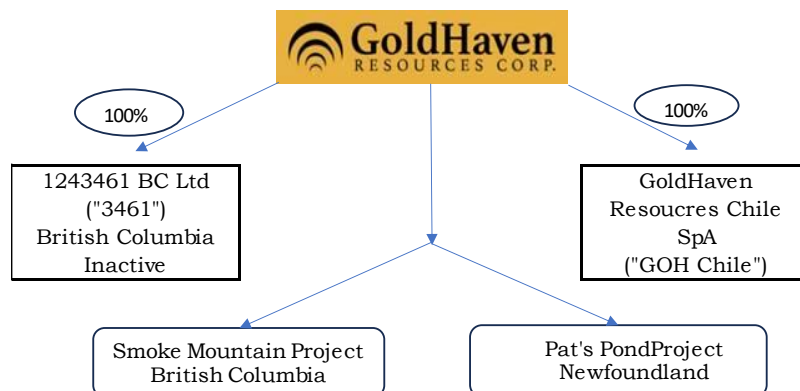 GoldHaven
RESOURCES CORP.
100%
100%
1243461 BC Ltd
("3461")
British Columbia
Inactive
GoldHaven
Resoucres Chile
SpA
("GOH Chile")
Smoke Mountain Project
British Columbia
Pat's PondProject
Newfoundland